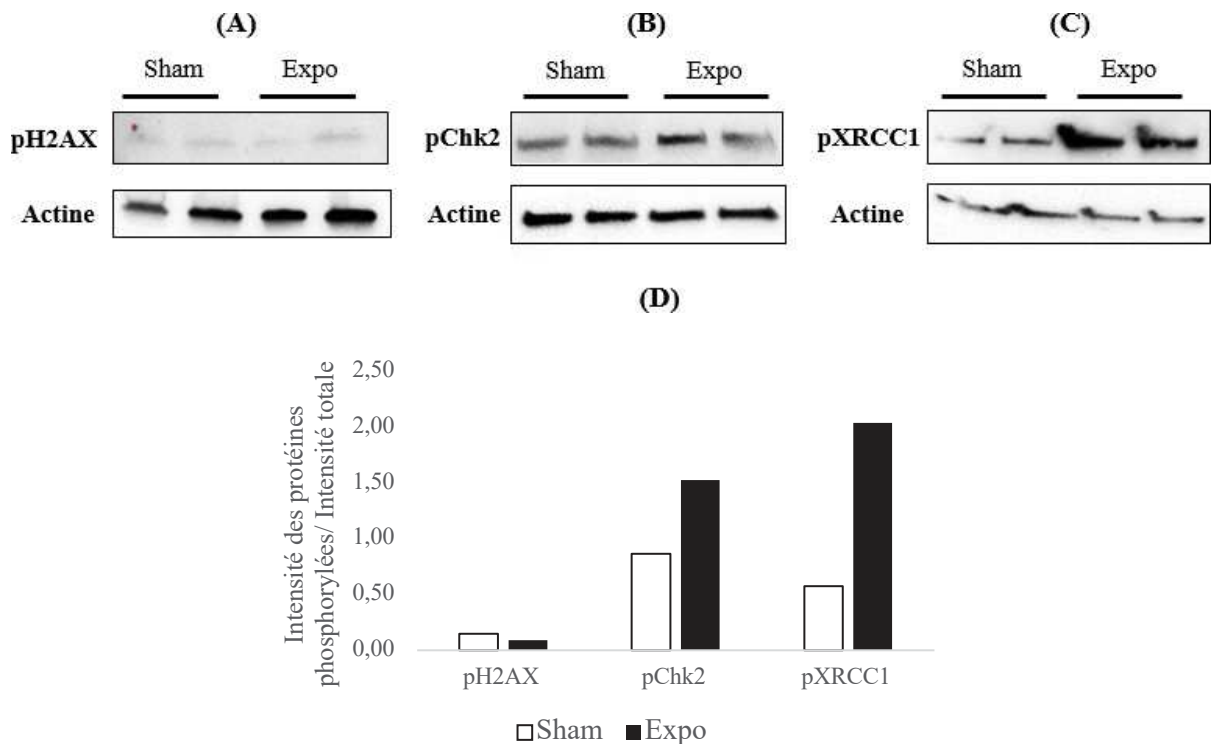 (A)
(B)
(C)
Sham Expo
Sham Expo
Sham Expo
pH2AX
pChk2
pXRCC1
Actine
Actine
Actine
(D)
Intensité des protéines
phosphorylées/ Intensité totale
2,50
2,00
1,50
1,00
0,50
0,00
pH2AX pChk2 pXRCC1
Sham Expo